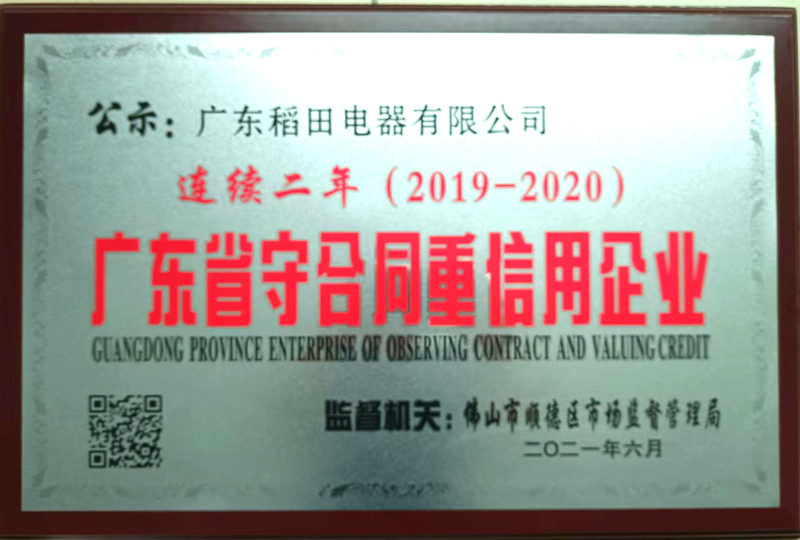 公示：广东稻田电器有限公司
连续二年（2019-2020）
广东省守合同重信用企业
GUANGDONG PROVINCE ENTERPRISE OF OBSERVING CONTRACT AND VALUING CREDIT
监督机关：佛山市顺德区市场监督管理局
二〇二一年六月